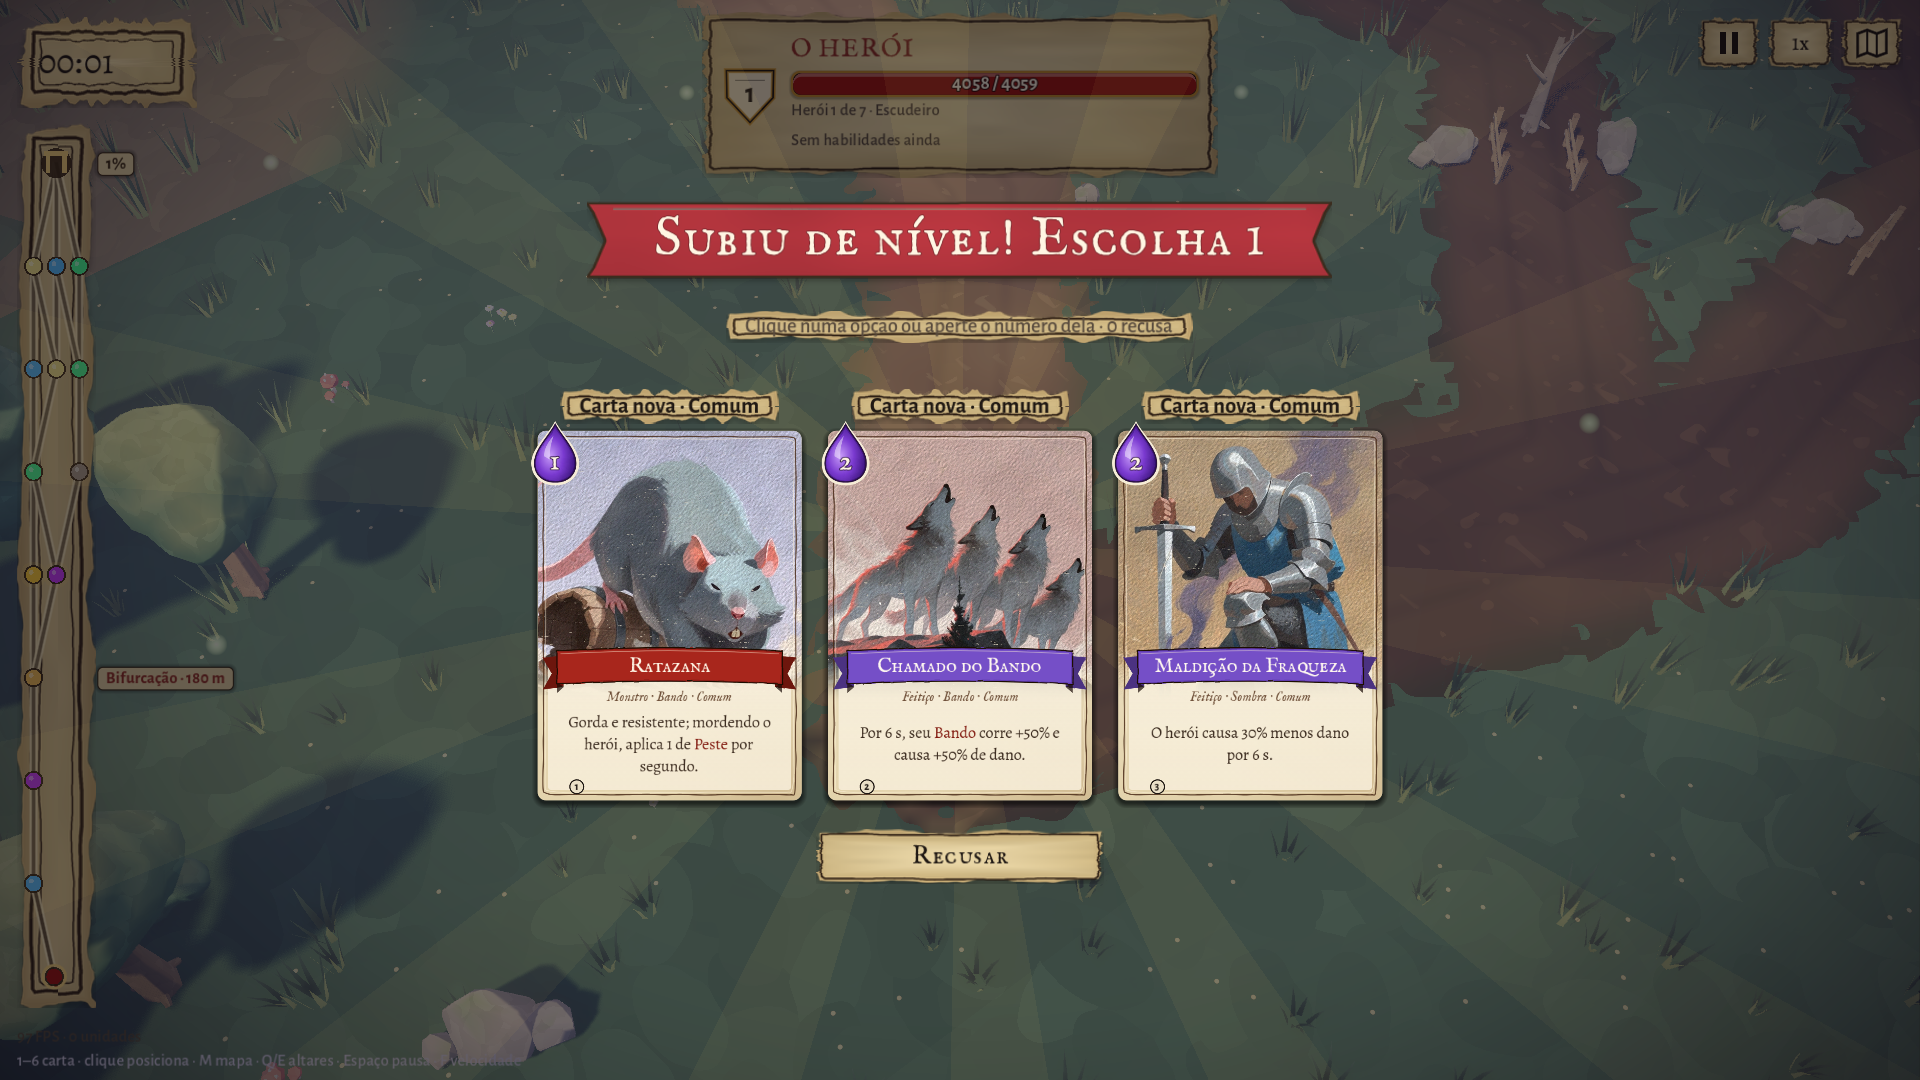 00:01
O HERÓI
1
4058 / 4059
Herói 1 de 7 · Escudeiro
Sem habilidades ainda
1x
1%
Subiu de nível! Escolha 1
Clique numa opção ou aperte o número dela · 0 recusa
Carta nova · Comum
Carta nova · Comum
Carta nova · Comum
1
Ratazana
Monstro · Bando · Comum
Gorda e resistente; mordendo o
herói, aplica 1 de Peste por
segundo.
1
2
Chamado do Bando
Feitiço · Bando · Comum
Por 6 s, seu Bando corre +50% e
causa +50% de dano.
2
2
Maldição da Fraqueza
Feitiço · Sombra · Comum
O herói causa 30% menos dano
por 6 s.
3
Bifurcação · 180 m
Recusar
1–6 carta · clique posiciona · M mapa · Q/E altares · Espaço pausa